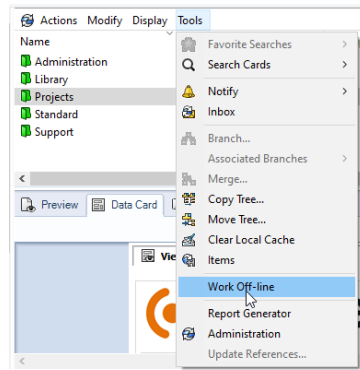 Actions Modify Display Tools
Name
Administration
Library
Projects
Standard
Support
Favorite Searches
Search Cards
Notify
Inbox
Branch...
Associated Branches
Merge...
Copy Tree...
Move Tree...
Clear Local Cache
Items
Work Off-line
Report Generator
Administration
Update References...
Preview Data Card
Vie